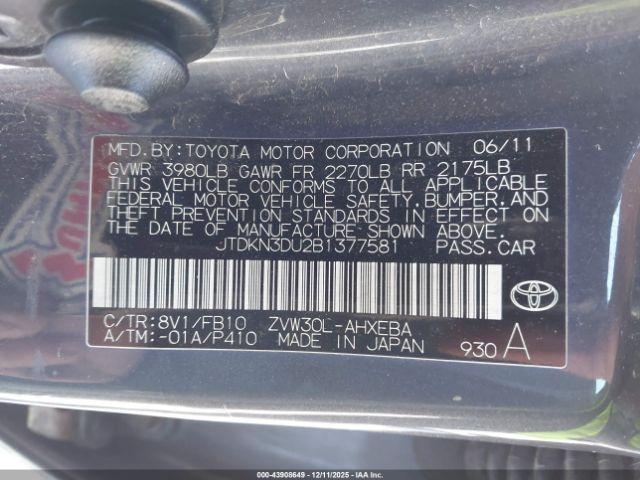 MFD. BY: TOYOTA MOTOR CORPORATION 06/11
GVWR 3980LB GAWR FR 2270LB RR 2175LB
THIS VEHICLE CONFORMS TO ALL APPLICABLE
FEDERAL MOTOR VEHICLE SAFETY, BUMPER, AND
THEFT PREVENTION STANDARDS IN EFFECT ON
THE DATE OF MANUFACTURE SHOWN ABOVE.
JTDKN3DU2B1377581 PASS.CAR
C/TR: 8V1/FB10 ZVW30L-AHXEBA
A/TM: -01A/P410 MADE IN JAPAN 930 A
000-43908649 - 12/11/2025 - IAAI.COM